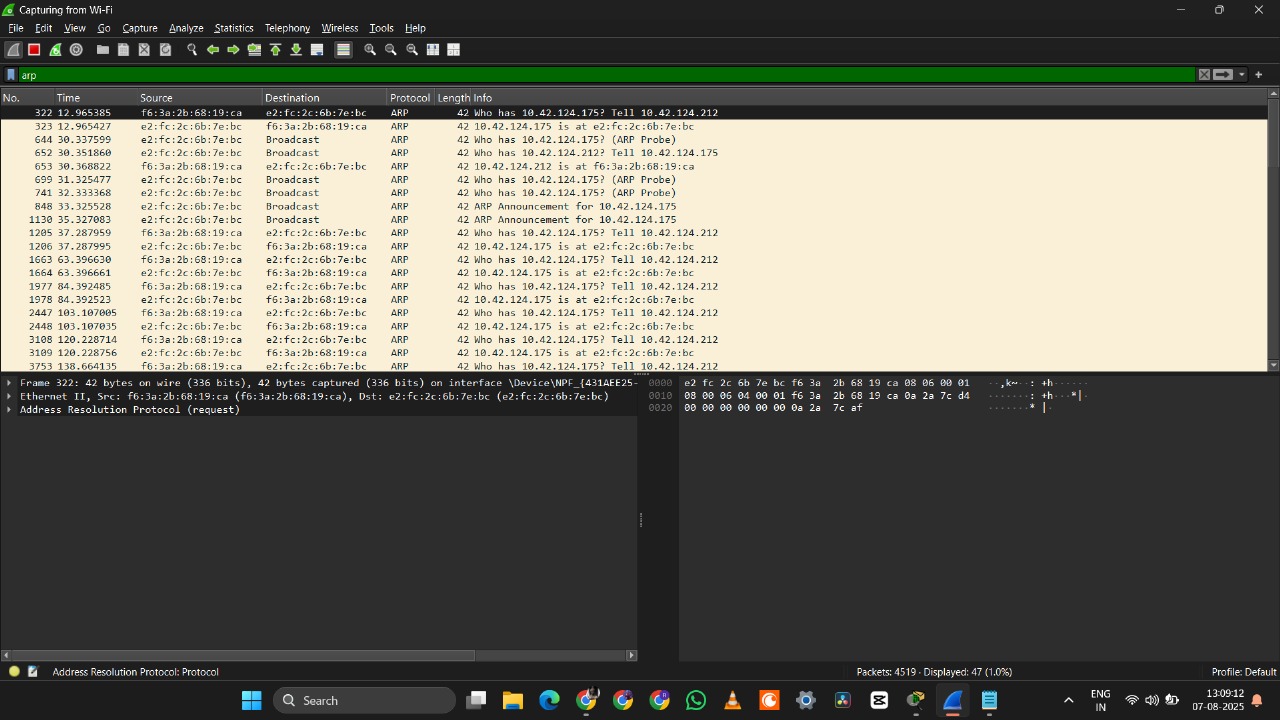 Capturing from Wi-Fi
File Edit View Go Capture Analyze Statistics Telephony Wireless Tools Help
arp
No. Time Source Destination Protocol Length Info
322 12.965385 f6:3a:2b:68:19:ca e2:fc:2c:6b:7e:bc ARP 42 Who has 10.42.124.175? Tell 10.42.124.212
323 12.965427 e2:fc:2c:6b:7e:bc f6:3a:2b:68:19:ca ARP 42 10.42.124.175 is at e2:fc:2c:6b:7e:bc
644 30.337599 e2:fc:2c:6b:7e:bc Broadcast ARP 42 Who has 10.42.124.175? (ARP Probe)
652 30.351860 e2:fc:2c:6b:7e:bc Broadcast ARP 42 Who has 10.42.124.212? Tell 10.42.124.175
653 30.368822 f6:3a:2b:68:19:ca e2:fc:2c:6b:7e:bc ARP 42 10.42.124.212 is at f6:3a:2b:68:19:ca
699 31.325477 e2:fc:2c:6b:7e:bc Broadcast ARP 42 Who has 10.42.124.175? (ARP Probe)
741 32.333368 e2:fc:2c:6b:7e:bc Broadcast ARP 42 Who has 10.42.124.175? (ARP Probe)
848 33.325528 e2:fc:2c:6b:7e:bc Broadcast ARP 42 ARP Announcement for 10.42.124.175
1130 35.327083 e2:fc:2c:6b:7e:bc Broadcast ARP 42 ARP Announcement for 10.42.124.175
1205 37.287959 f6:3a:2b:68:19:ca e2:fc:2c:6b:7e:bc ARP 42 Who has 10.42.124.175? Tell 10.42.124.212
1206 37.287995 e2:fc:2c:6b:7e:bc f6:3a:2b:68:19:ca ARP 42 10.42.124.175 is at e2:fc:2c:6b:7e:bc
1663 63.396630 f6:3a:2b:68:19:ca e2:fc:2c:6b:7e:bc ARP 42 Who has 10.42.124.175? Tell 10.42.124.212
1664 63.396661 e2:fc:2c:6b:7e:bc f6:3a:2b:68:19:ca ARP 42 10.42.124.175 is at e2:fc:2c:6b:7e:bc
1977 84.392485 f6:3a:2b:68:19:ca e2:fc:2c:6b:7e:bc ARP 42 Who has 10.42.124.175? Tell 10.42.124.212
1978 84.392523 e2:fc:2c:6b:7e:bc f6:3a:2b:68:19:ca ARP 42 10.42.124.175 is at e2:fc:2c:6b:7e:bc
2447 103.107005 f6:3a:2b:68:19:ca e2:fc:2c:6b:7e:bc ARP 42 Who has 10.42.124.175? Tell 10.42.124.212
2448 103.107035 e2:fc:2c:6b:7e:bc f6:3a:2b:68:19:ca ARP 42 10.42.124.175 is at e2:fc:2c:6b:7e:bc
3108 120.228714 f6:3a:2b:68:19:ca e2:fc:2c:6b:7e:bc ARP 42 Who has 10.42.124.175? Tell 10.42.124.212
3109 120.228756 e2:fc:2c:6b:7e:bc f6:3a:2b:68:19:ca ARP 42 10.42.124.175 is at e2:fc:2c:6b:7e:bc
3753 138.664135 f6:3a:2b:68:19:ca e2:fc:2c:6b:7e:bc ARP 42 Who has 10.42.124.175? Tell 10.42.124.212
Frame 322: 42 bytes on wire (336 bits), 42 bytes captured (336 bits) on interface \Device\NPF_{431AEE25-
Ethernet II, Src: f6:3a:2b:68:19:ca (f6:3a:2b:68:19:ca), Dst: e2:fc:2c:6b:7e:bc (e2:fc:2c:6b:7e:bc)
Address Resolution Protocol (request)
0000 e2 fc 2c 6b 7e bc f6 3a 2b 68 19 ca 08 06 00 01 ··,k~··: +h······
0010 08 00 06 04 00 01 f6 3a 2b 68 19 ca 0a 2a 7c d4 ·······: +h···*|·
0020 00 00 00 00 00 00 0a 2a 7c af ·······* |·
Address Resolution Protocol: Protocol
Packets: 4519 · Displayed: 47 (1.0%)
Profile: Default
Search
ENG
IN
13:09:12
07-08-2025